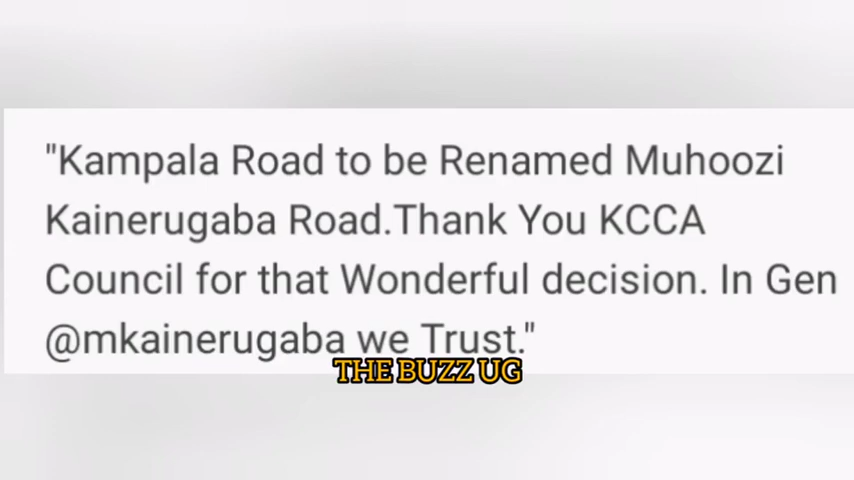 "Kampala Road to be Renamed Muhoozi
Kainerugaba Road.Thank You KCCA
Council for that Wonderful decision. In Gen
@mkainerugaba we Trust."
THE BUZZ UG